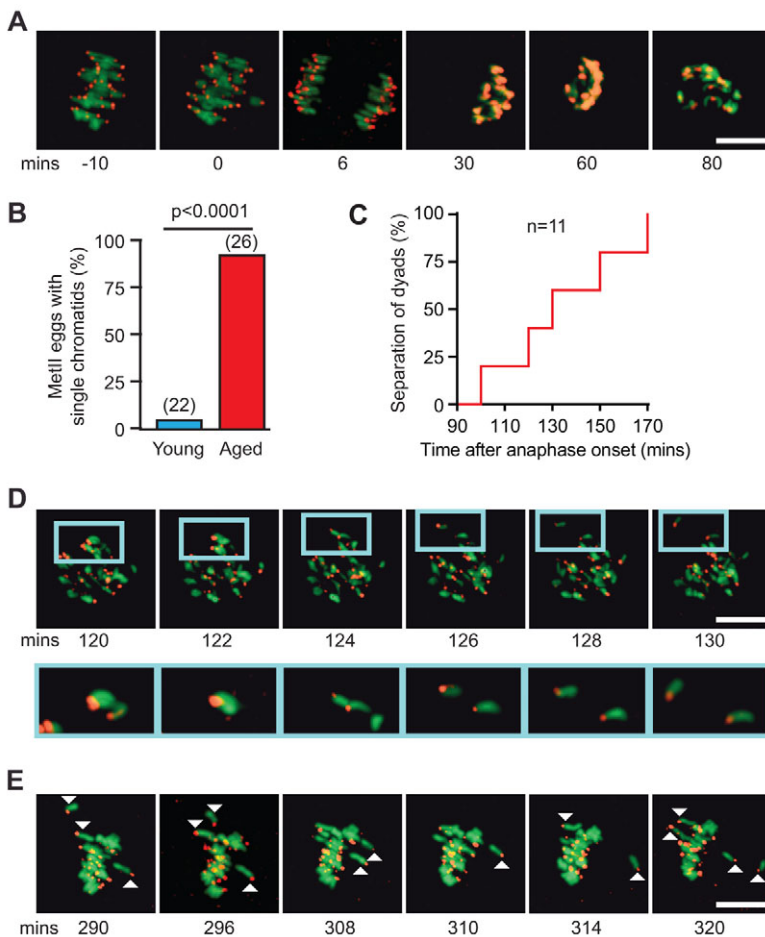 A
mins -10 0 6 30 60 80
B
p<0.0001
(26)
(22)
100
75
50
25
0
MetII eggs with
single chromatids (%)
Young Aged
C
n=11
100
75
50
25
0
Separation of dyads (%)
90 110 130 150 170
Time after anaphase onset (mins)
D
mins 120 122 124 126 128 130
E
mins 290 296 308 310 314 320